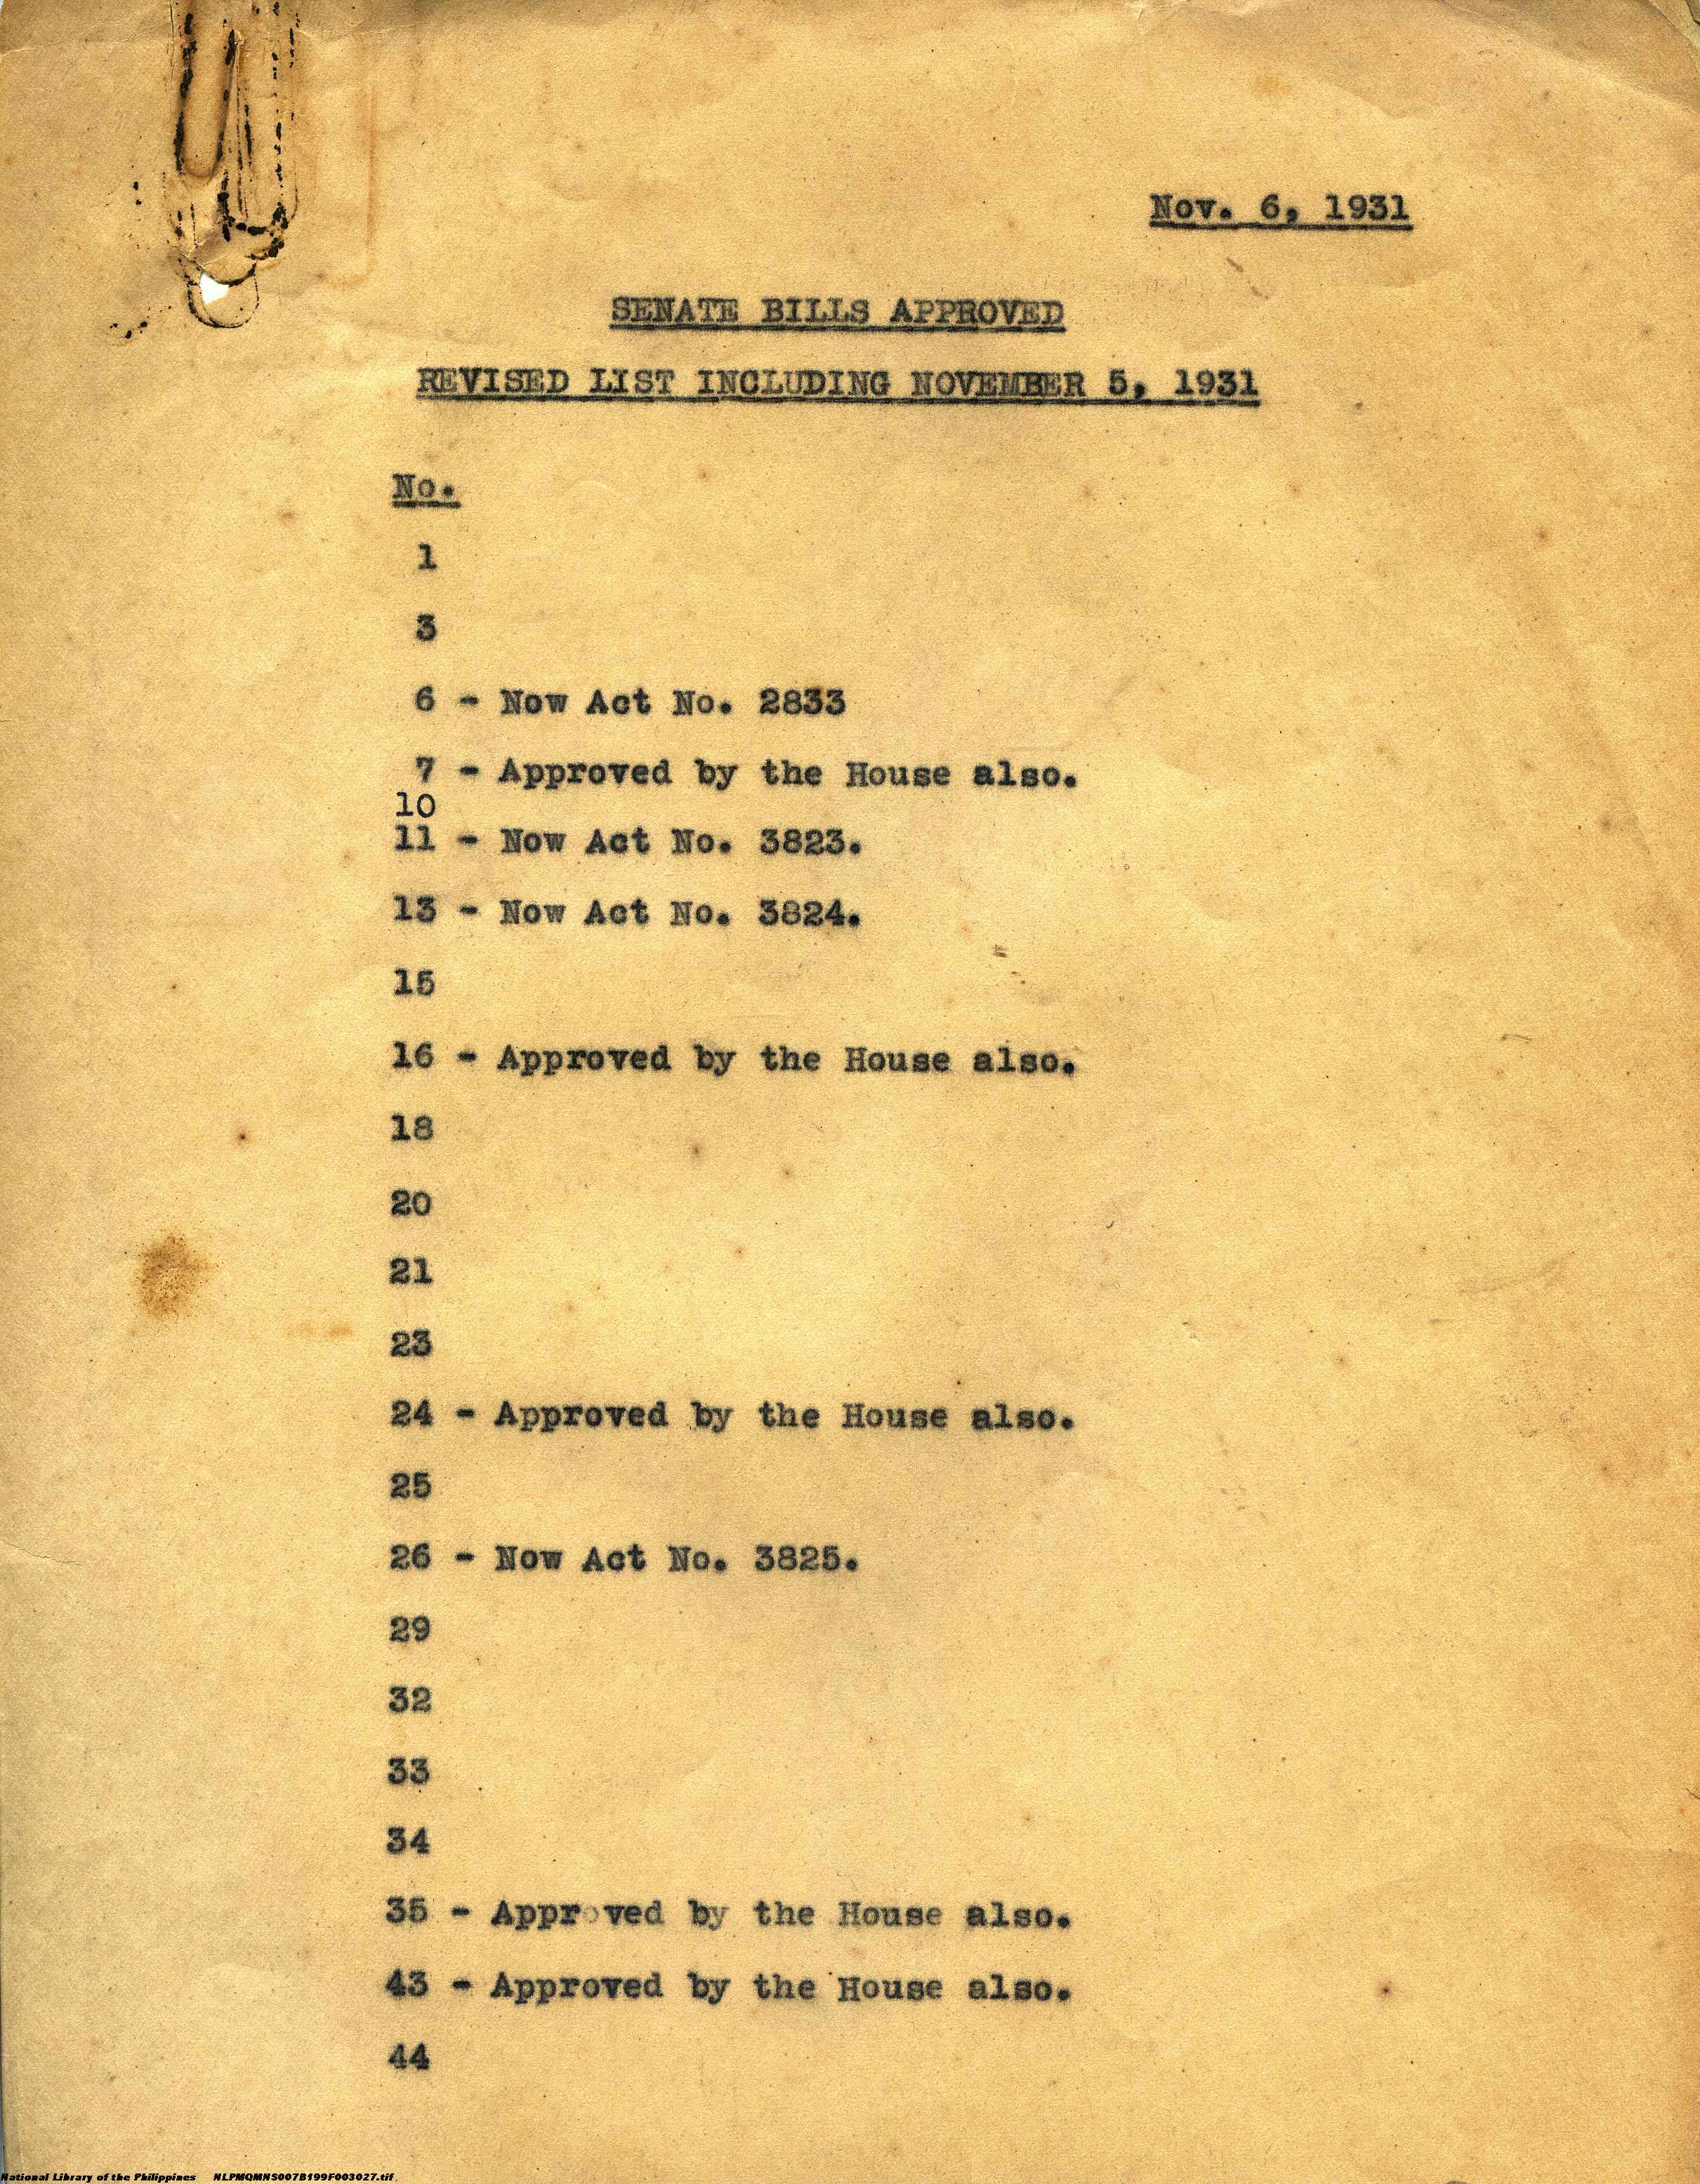 Nov. 6, 1931
SENATE BILLS APPROVED
REVISED LIST INCLUDING NOVEMBER 5, 1931
No.
1
3
6 - Now Act No. 2833
7 - Approved by the House also.
10
11 - Now Act No. 3823.
13 - Now Act No. 3824.
15
16 - Approved by the House also.
18
20
21
23
24 - Approved by the House also.
25
26 - Now Act No. 3825.
29
32
33
34
35 - Approved by the House also.
43 - Approved by the House also.
44
National Library of the Philippines NLPMQMNS007B199F003027.tif